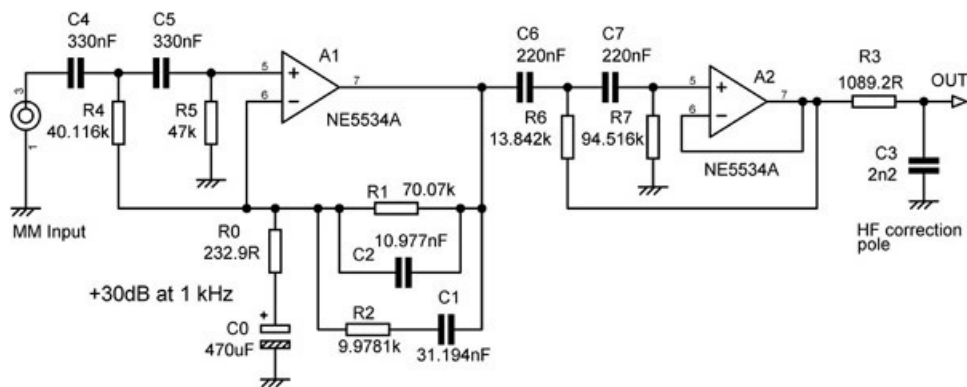 C4
330nF
C5
330nF
A1
5
6
7
NE5534A
3
1
R4
40.116k
R5
47k
MM Input
R0
232.9R
+30dB at 1 kHz
+
C0
470uF
R1
70.07k
10.977nF
C2
C1
R2
9.9781k
31.194nF
C6
220nF
C7
220nF
R6
13.842k
R7
94.516k
A2
5
6
7
NE5534A
R3
1089.2R
OUT
C3
2n2
HF correction
pole